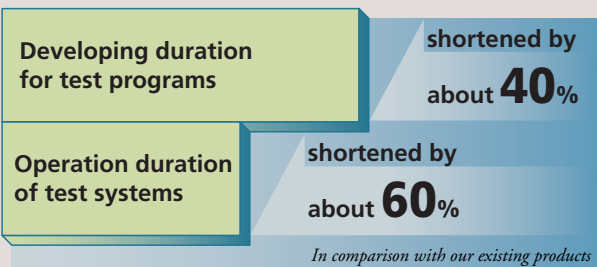 Developing duration
for test programs
shortened by
about 40%
Operation duration
of test systems
shortened by
about 60%
In comparison with our existing products